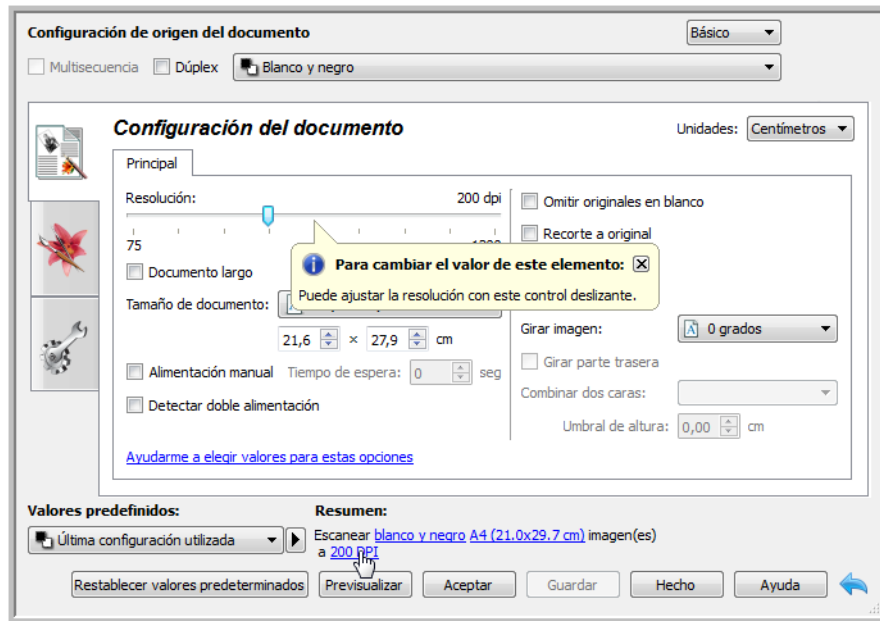 Configuración de origen del documento
Básico
Multisecuencia
Dúplex
Blanco y negro
Configuración del documento
Unidades:
Centímetros
Principal
Resolución:
200 dpi
75
Omitir originales en blanco
Recorte a original
Para cambiar el valor de este elemento:
Puede ajustar la resolución con este control deslizante.
Documento largo
Tamaño de documento:
21,6 × 27,9 cm
Girar imagen:
0 grados
Alimentación manual
Tiempo de espera:
0
seg
Girar parte trasera
Detectar doble alimentación
Combinar dos caras:
Umbral de altura:
0,00
cm
Ayudarme a elegir valores para estas opciones
Valores predefinidos:
Resumen:
Última configuración utilizada
Escanear blanco y negro A4 (21.0x29.7 cm) imagen(es)
a 200 DPI
Restablecer valores predeterminados
Previsualizar
Aceptar
Guardar
Hecho
Ayuda